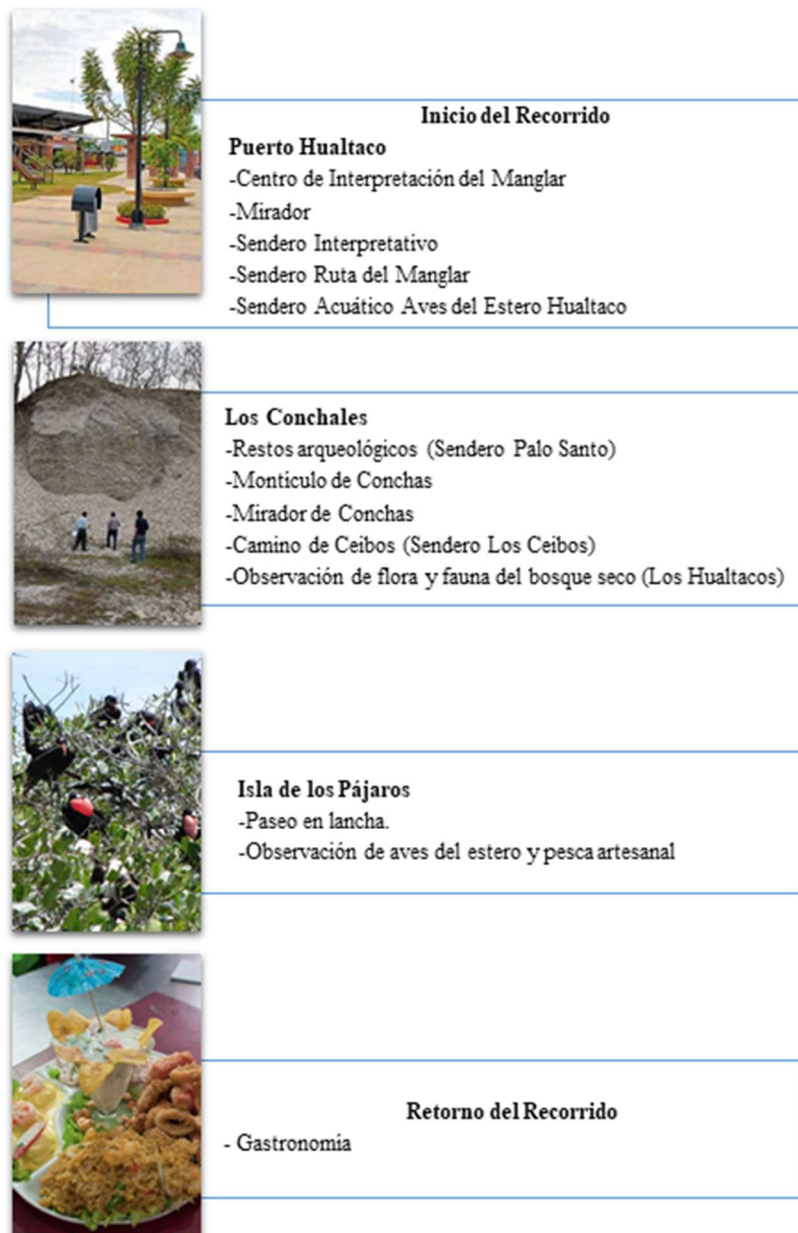 Inicio del Recorrido
Puerto Hualtaco
-Centro de Interpretación del Manglar
-Mirador
-Sendero Interpretativo
-Sendero Ruta del Manglar
-Sendero Acuático Aves del Estero Hualtaco
Los Conchales
-Restos arqueológicos (Sendero Palo Santo)
-Montículo de Conchas
-Mirador de Conchas
-Camino de Ceibos (Sendero Los Ceibos)
-Observación de flora y fauna del bosque seco (Los Hualtacos)
Isla de los Pájaros
-Paseo en lancha.
-Observación de aves del estero y pesca artesanal
Retorno del Recorrido
- Gastronomía